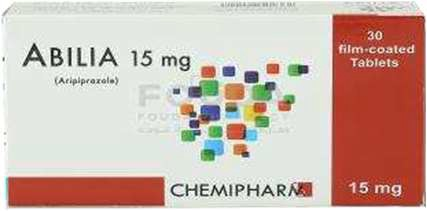 ABILIA 15 mg
(Aripiprazole)
30
film-coated
Tablets
CHEMIPHARM
15 mg